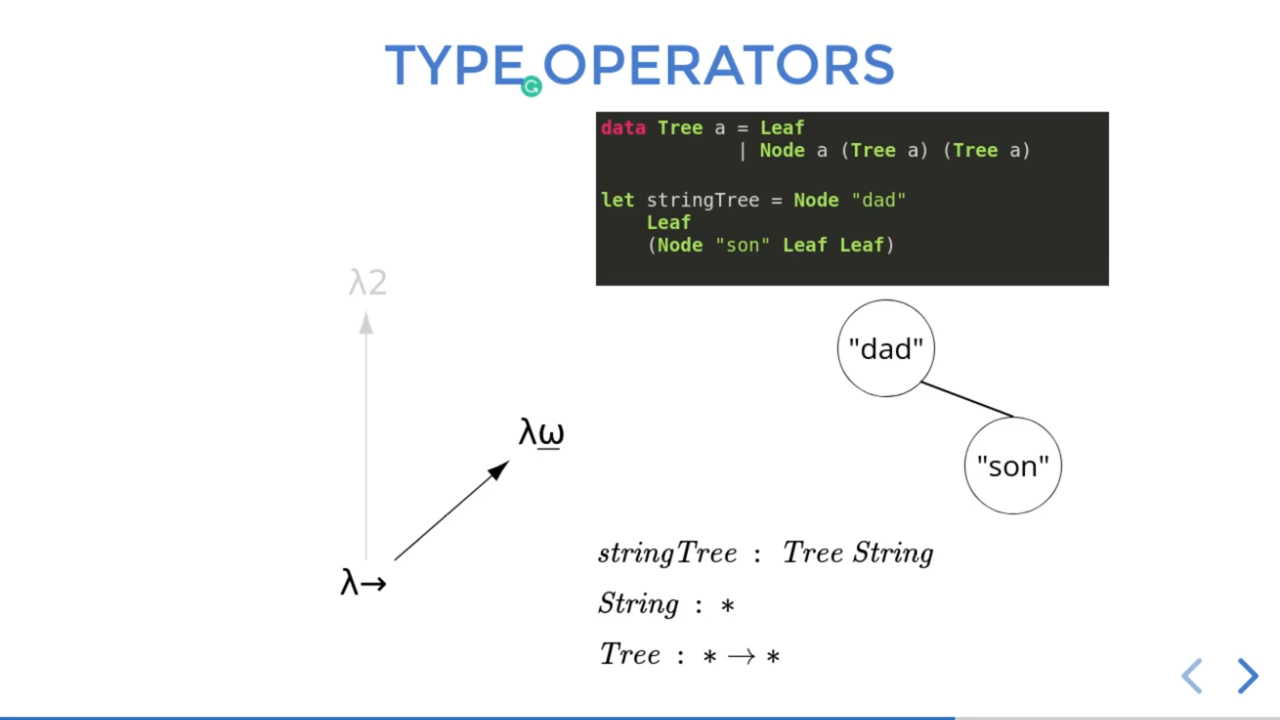 TYPE OPERATORS
data Tree a = Leaf
| Node a (Tree a) (Tree a)
let stringTree = Node "dad"
Leaf
(Node "son" Leaf Leaf)
λ2
"dad"
λω
"son"
stringTree : Tree String
λ→
String : *
Tree : * → *